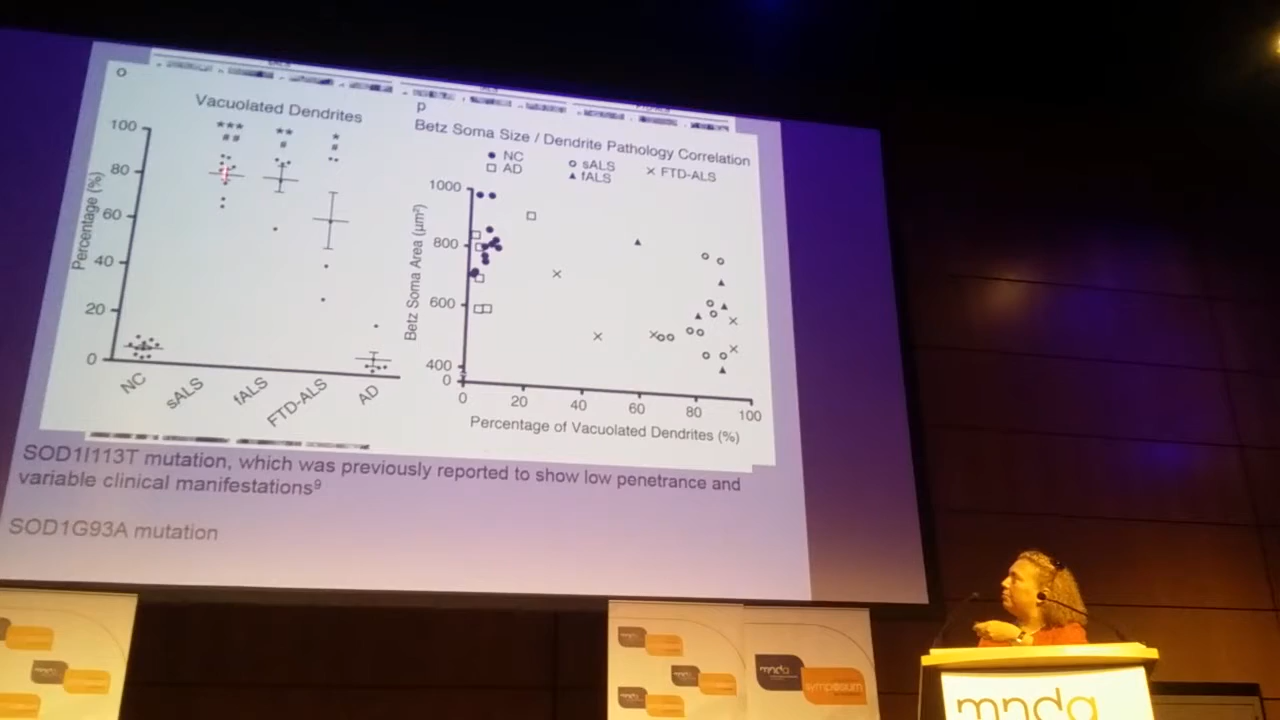 O
Vacuolated Dendrites
***
**
*
##
#
#
100
80
60
40
20
0
Percentage (%)
NC
sALS
fALS
FTD-ALS
AD
p
Betz Soma Size / Dendrite Pathology Correlation
NC
sALS
FTD-ALS
AD
fALS
1000
800
600
400
0
Betz Soma Area (µm²)
0
20
40
60
80
100
Percentage of Vacuolated Dendrites (%)
SOD1I113T mutation, which was previously reported to show low penetrance and
variable clinical manifestations⁹
SOD1G93A mutation
mnda
symposium
mnda